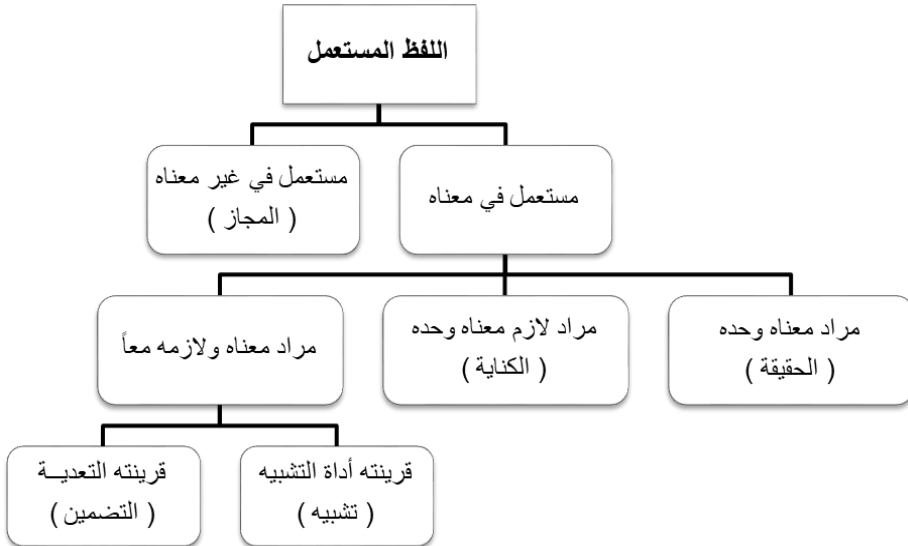 اللفظ المستعمل
مستعمل في معناه
مستعمل في غير معناه
( المجاز )
مراد معناه وحده
( الحقيقة )
مراد لازم معناه وحده
( الكناية )
مراد معناه ولازمه معاً
قرينته أداة التشبيه
( تشبيه )
قرينته التعديــة
( التضمين )